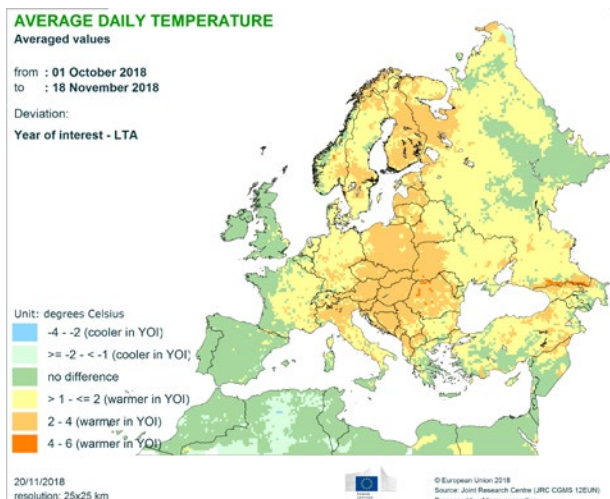 AVERAGE DAILY TEMPERATURE
Averaged values
from : 01 October 2018
to : 18 November 2018
Deviation:
Year of interest - LTA
Unit: degrees Celsius
-4 - -2 (cooler in YOI)
>= -2 - < -1 (cooler in YOI)
no difference
> 1 - <= 2 (warmer in YOI)
2 - 4 (warmer in YOI)
4 - 6 (warmer in YOI)
20/11/2018
resolution: 25x25 km
© European Union 2018
Source: Joint Research Centre (JRC CGMS 12EUN)